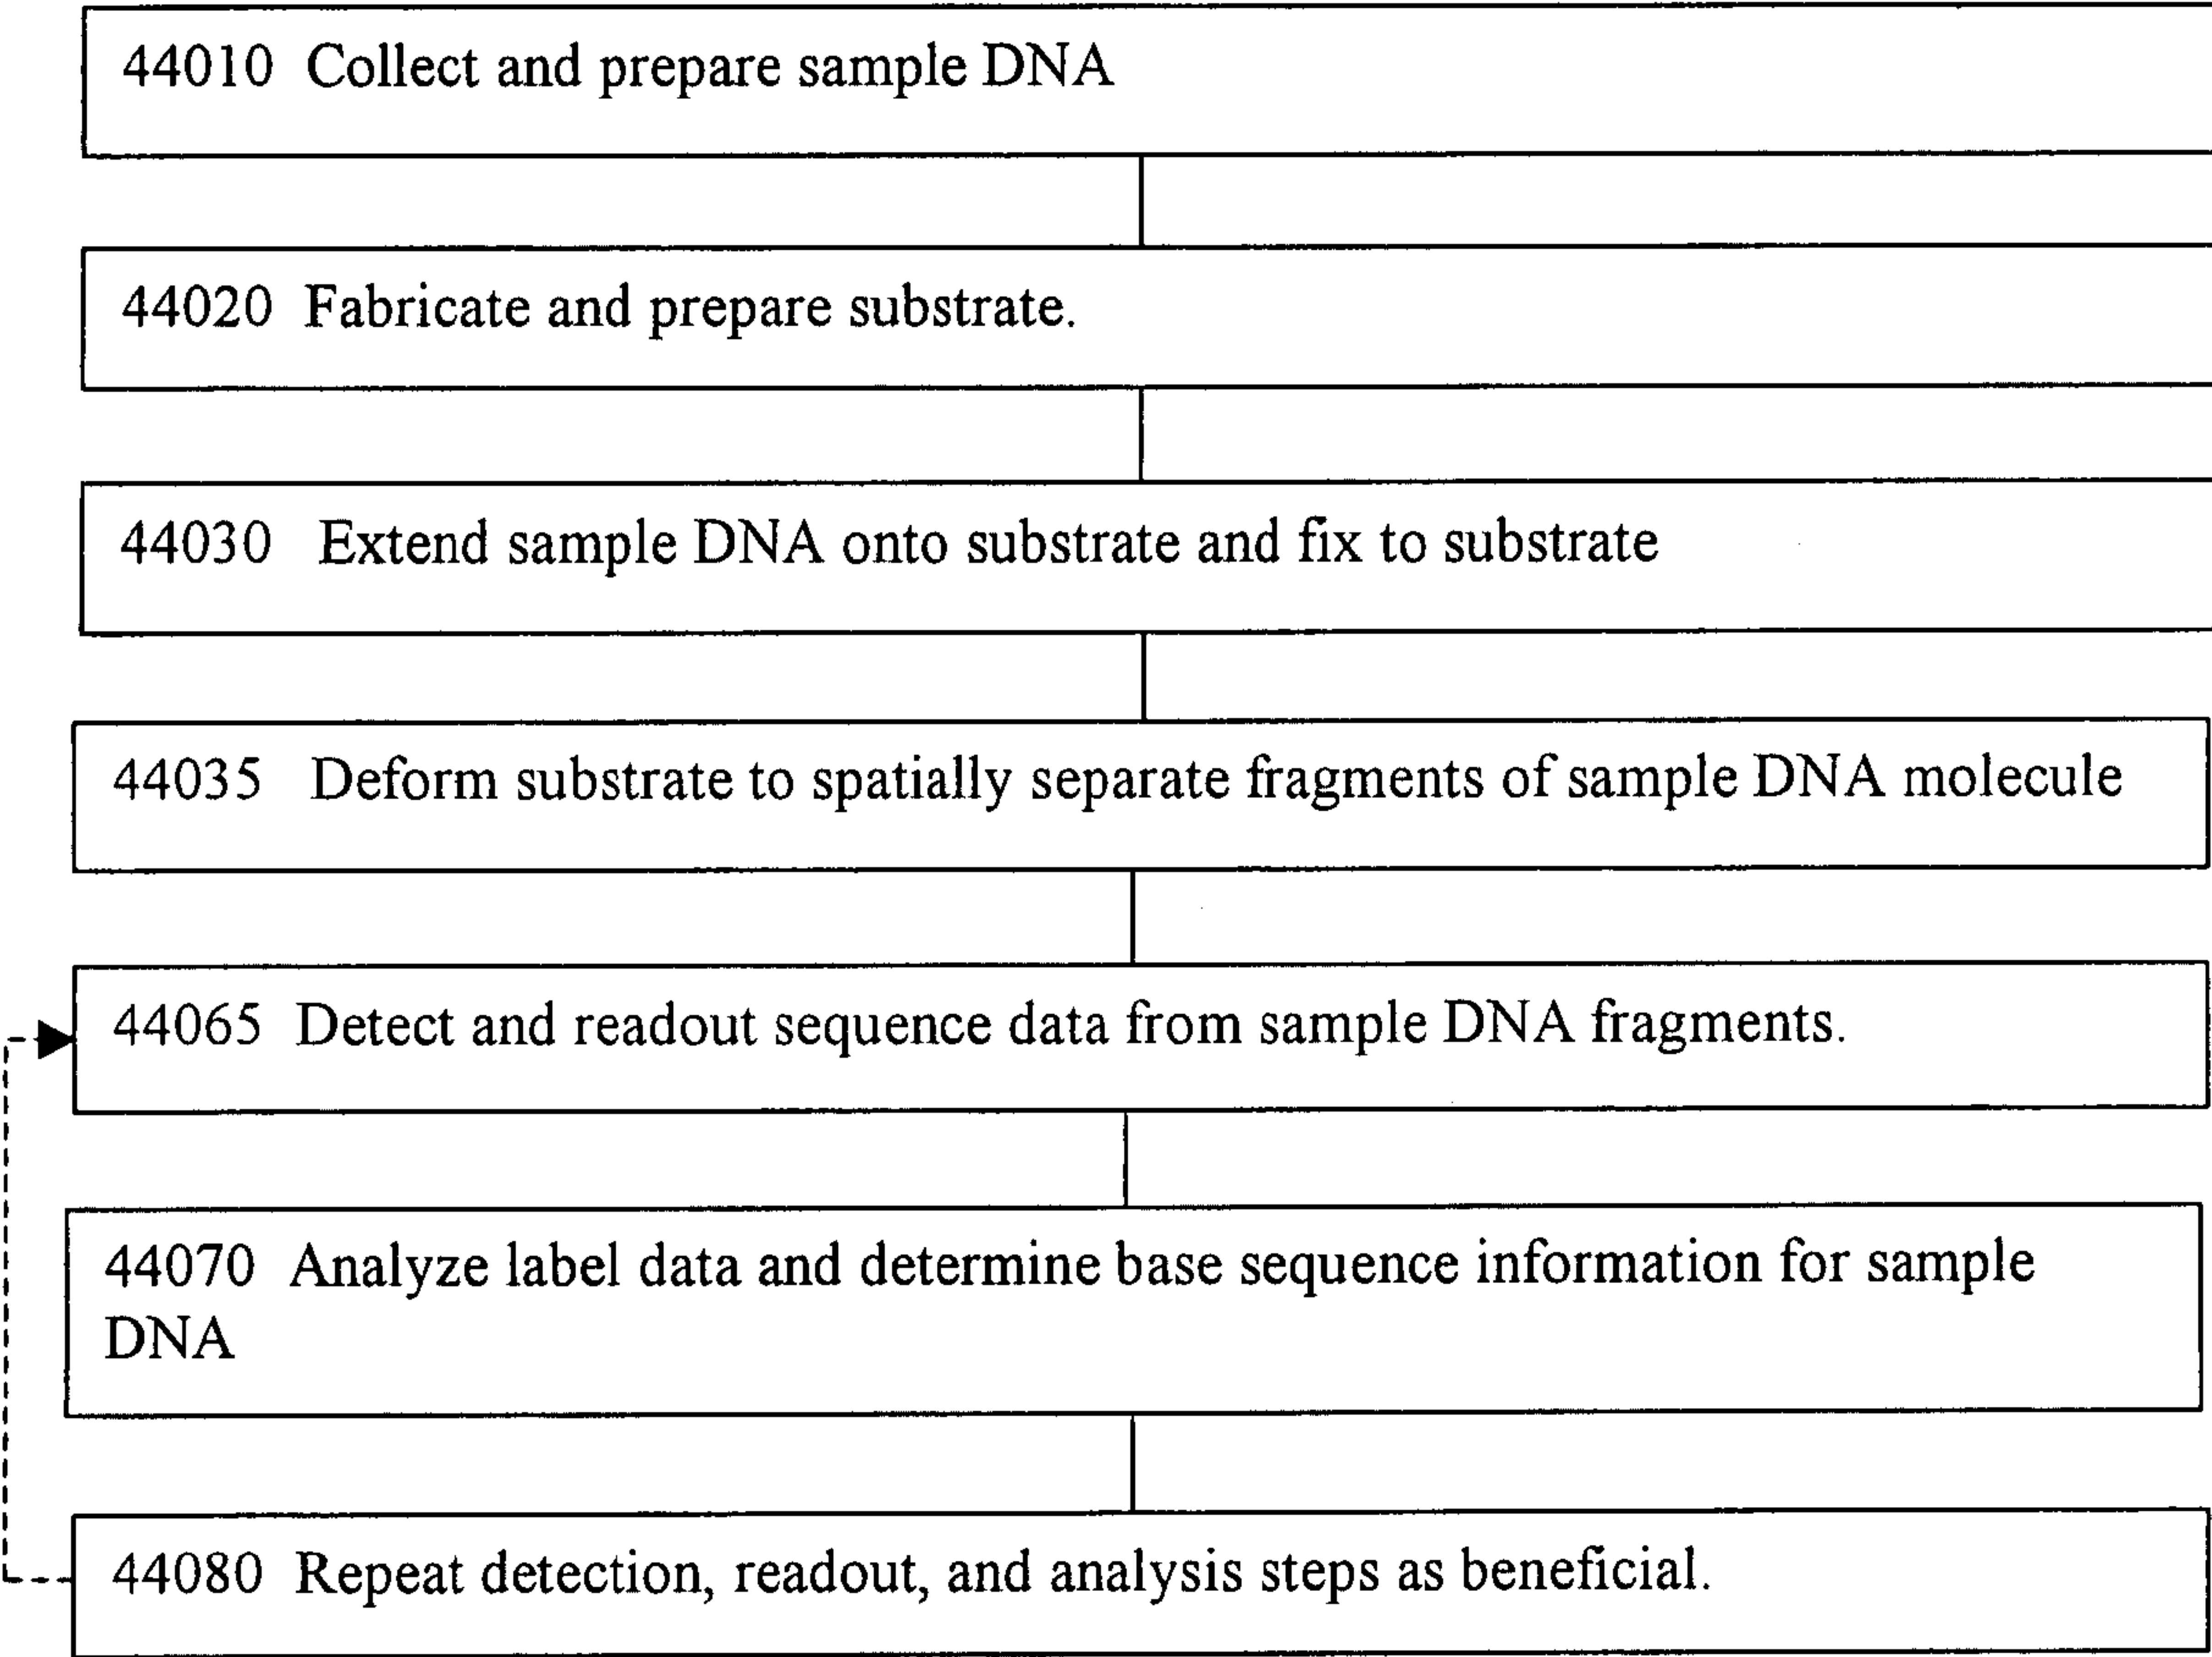 44010 Collect and prepare sample DNA
44020 Fabricate and prepare substrate.
44030 Extend sample DNA onto substrate and fix to substrate
44035 Deform substrate to spatially separate fragments of sample DNA molecule
44065 Detect and readout sequence data from sample DNA fragments.
44070 Analyze label data and determine base sequence information for sample
DNA
44080 Repeat detection, readout, and analysis steps as beneficial.